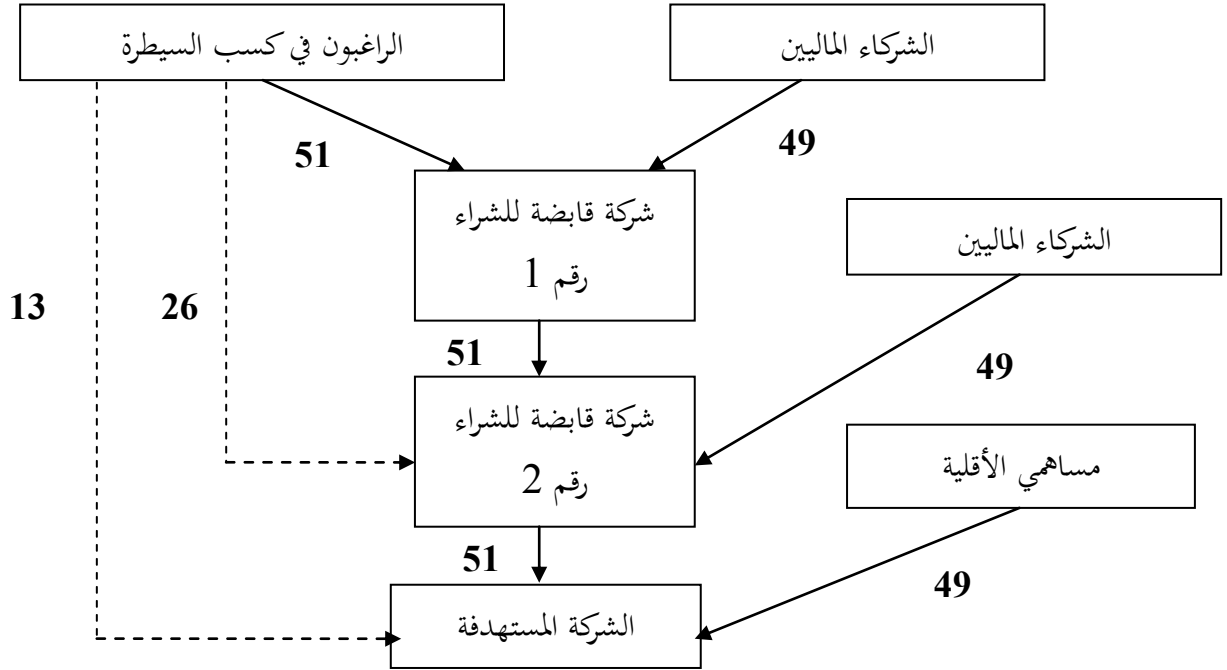 الراغبون في كسب السيطرة
الشركاء الماليين
51
49
شركة قابضة للشراء
رقم 1
الشركاء الماليين
13
26
51
49
شركة قابضة للشراء
رقم 2
مساهمي الأقلية
51
49
الشركة المستهدفة